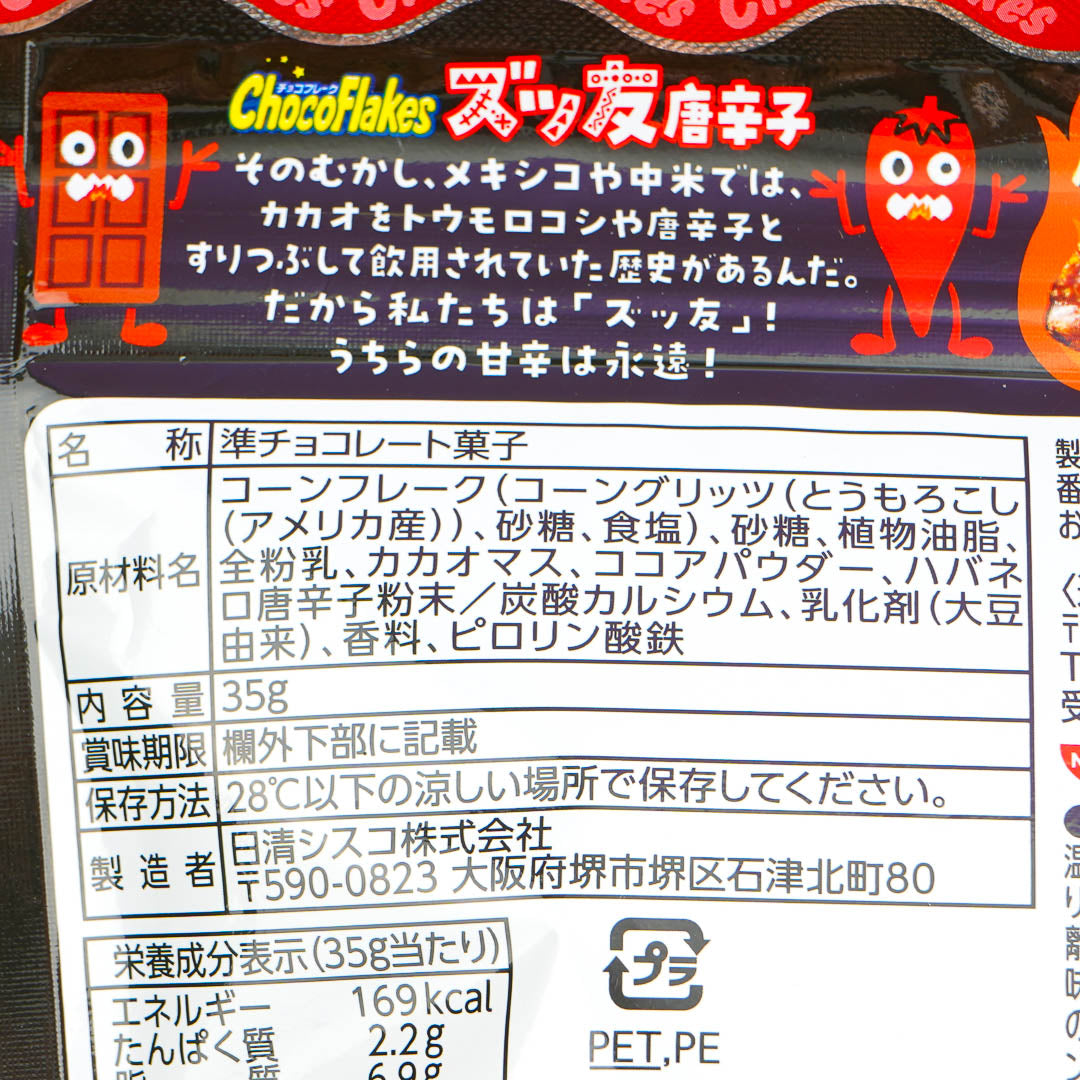 チョコフレーク
ChocoFlakes ズッ友唐辛子
そのむかし、メキシコや中米では、
カカオをトウモロコシや唐辛子と
すりつぶして飲用されていた歴史があるんだ。
だから私たちは「ズッ友」!
うちらの甘辛は永遠!
名称 準チョコレート菓子
原材料名 コーンフレーク(コーングリッツ(とうもろこし
(アメリカ産))、砂糖、食塩)、砂糖、植物油脂、
全粉乳、カカオマス、ココアパウダー、ハバネ
ロ唐辛子粉末/炭酸カルシウム、乳化剤(大豆
由来)、香料、ピロリン酸鉄
内容量 35g
賞味期限 欄外下部に記載
保存方法 28℃以下の涼しい場所で保存してください。
製造者 日清シスコ株式会社
〒590-0823 大阪府堺市堺区石津北町80
栄養成分表示(35g当たり)
エネルギー 169kcal
たんぱく質 2.2g
脂質 6.9g
プラ
PET,PE
製
番
お
〒
T
受
温
り
離
味
の